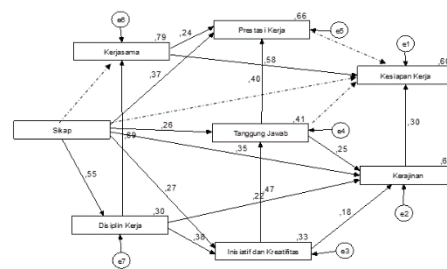 e6
,66
,79
,24
Prestasi Kerja
e5
Kerjasama
e1
,58
,37
Kesiapan Kerja
,40
,41
Sikap
,26
Tanggung Jawab
e4
,30
,89
,25
,35
,55
Kerajinan
,27
,22
,47
,30
,18
e2
Disiplin Kerja
,38
,33
Inisiatif dan Kreatifitas
e3
e7